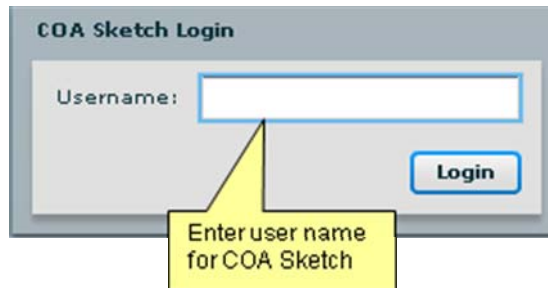 COA Sketch Login
Username:
Login
Enter user name
for COA Sketch